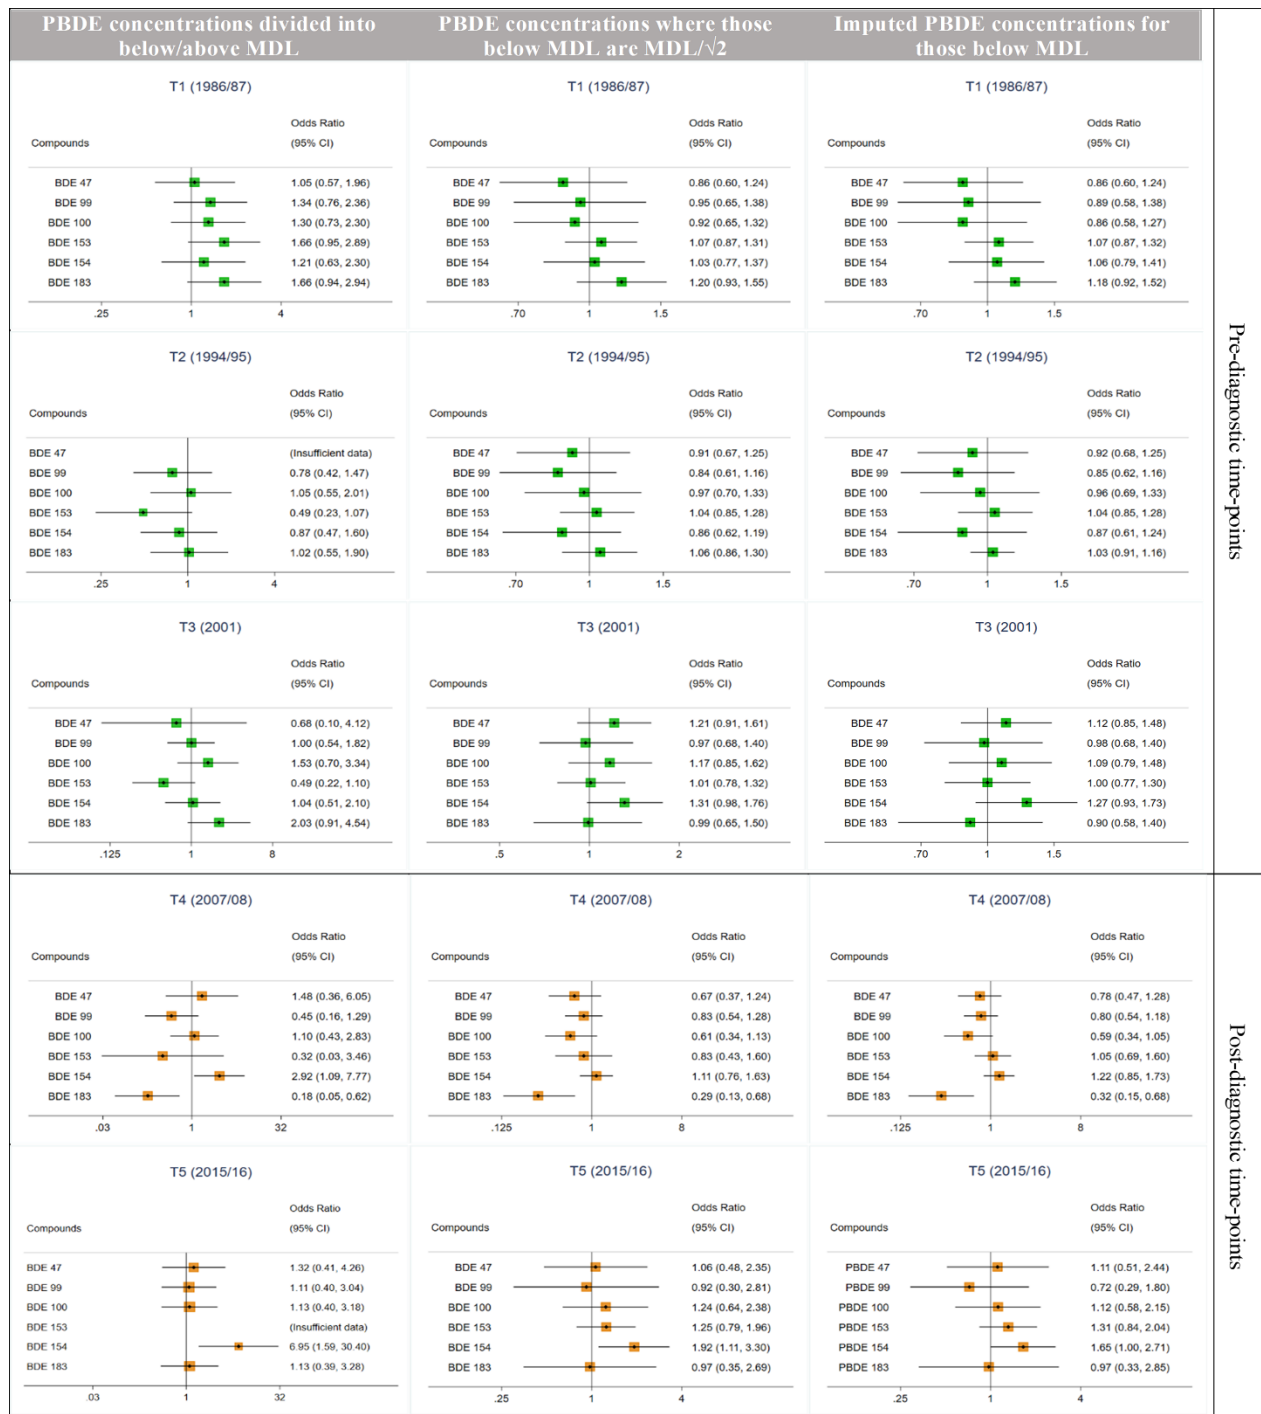 PBDE concentrations divided into
below/above MDL
PBDE concentrations where those
below MDL are MDL/√2
Imputed PBDE concentrations for
those below MDL
T1 (1986/87)
Odds Ratio
Compounds (95% CI)
BDE 47 1.05 (0.57, 1.96)
BDE 99 1.34 (0.76, 2.36)
BDE 100 1.30 (0.73, 2.30)
BDE 153 1.66 (0.95, 2.89)
BDE 154 1.21 (0.63, 2.30)
BDE 183 1.66 (0.94, 2.94)
.25 1 4
T1 (1986/87)
Odds Ratio
Compounds (95% CI)
BDE 47 0.86 (0.60, 1.24)
BDE 99 0.95 (0.65, 1.38)
BDE 100 0.92 (0.65, 1.32)
BDE 153 1.07 (0.87, 1.31)
BDE 154 1.03 (0.77, 1.37)
BDE 183 1.20 (0.93, 1.55)
.70 1 1.5
T1 (1986/87)
Odds Ratio
Compounds (95% CI)
BDE 47 0.86 (0.60, 1.24)
BDE 99 0.89 (0.58, 1.38)
BDE 100 0.86 (0.58, 1.27)
BDE 153 1.07 (0.87, 1.32)
BDE 154 1.06 (0.79, 1.41)
BDE 183 1.18 (0.92, 1.52)
.70 1 1.5
T2 (1994/95)
Odds Ratio
Compounds (95% CI)
BDE 47 (Insufficient data)
BDE 99 0.78 (0.42, 1.47)
BDE 100 1.05 (0.55, 2.01)
BDE 153 0.49 (0.23, 1.07)
BDE 154 0.87 (0.47, 1.60)
BDE 183 1.02 (0.55, 1.90)
.25 1 4
T2 (1994/95)
Odds Ratio
Compounds (95% CI)
BDE 47 0.91 (0.67, 1.25)
BDE 99 0.84 (0.61, 1.16)
BDE 100 0.97 (0.70, 1.33)
BDE 153 1.04 (0.85, 1.28)
BDE 154 0.86 (0.62, 1.19)
BDE 183 1.06 (0.86, 1.30)
.70 1 1.5
T2 (1994/95)
Odds Ratio
Compounds (95% CI)
BDE 47 0.92 (0.68, 1.25)
BDE 99 0.85 (0.62, 1.16)
BDE 100 0.96 (0.69, 1.33)
BDE 153 1.04 (0.85, 1.28)
BDE 154 0.87 (0.61, 1.24)
BDE 183 1.03 (0.91, 1.16)
.70 1 1.5
T3 (2001)
Odds Ratio
Compounds (95% CI)
BDE 47 0.68 (0.10, 4.12)
BDE 99 1.00 (0.54, 1.82)
BDE 100 1.53 (0.70, 3.34)
BDE 153 0.49 (0.22, 1.10)
BDE 154 1.04 (0.51, 2.10)
BDE 183 2.03 (0.91, 4.54)
.125 1 8
T3 (2001)
Odds Ratio
Compounds (95% CI)
BDE 47 1.21 (0.91, 1.61)
BDE 99 0.97 (0.68, 1.40)
BDE 100 1.17 (0.85, 1.62)
BDE 153 1.01 (0.78, 1.32)
BDE 154 1.31 (0.98, 1.76)
BDE 183 0.99 (0.65, 1.50)
.5 1 2
T3 (2001)
Odds Ratio
Compounds (95% CI)
BDE 47 1.12 (0.85, 1.48)
BDE 99 0.98 (0.68, 1.40)
BDE 100 1.09 (0.79, 1.48)
BDE 153 1.00 (0.77, 1.30)
BDE 154 1.27 (0.93, 1.73)
BDE 183 0.90 (0.58, 1.40)
.70 1 1.5
Pre-diagnostic time-points
T4 (2007/08)
Odds Ratio
Compounds (95% CI)
BDE 47 1.48 (0.36, 6.05)
BDE 99 0.45 (0.16, 1.29)
BDE 100 1.10 (0.43, 2.83)
BDE 153 0.32 (0.03, 3.46)
BDE 154 2.92 (1.09, 7.77)
BDE 183 0.18 (0.05, 0.62)
.03 1 32
T4 (2007/08)
Odds Ratio
Compounds (95% CI)
BDE 47 0.67 (0.37, 1.24)
BDE 99 0.83 (0.54, 1.28)
BDE 100 0.61 (0.34, 1.13)
BDE 153 0.83 (0.43, 1.60)
BDE 154 1.11 (0.76, 1.63)
BDE 183 0.29 (0.13, 0.68)
.125 1 8
T4 (2007/08)
Odds Ratio
Compounds (95% CI)
BDE 47 0.78 (0.47, 1.28)
BDE 99 0.80 (0.54, 1.18)
BDE 100 0.59 (0.34, 1.05)
BDE 153 1.05 (0.69, 1.60)
BDE 154 1.22 (0.85, 1.73)
BDE 183 0.32 (0.15, 0.68)
.125 1 8
T5 (2015/16)
Odds Ratio
Compounds (95% CI)
BDE 47 1.32 (0.41, 4.26)
BDE 99 1.11 (0.40, 3.04)
BDE 100 1.13 (0.40, 3.18)
BDE 153 (Insufficient data)
BDE 154 6.95 (1.59, 30.40)
BDE 183 1.13 (0.39, 3.28)
.03 1 32
T5 (2015/16)
Odds Ratio
Compounds (95% CI)
BDE 47 1.06 (0.48, 2.35)
BDE 99 0.92 (0.30, 2.81)
BDE 100 1.24 (0.64, 2.38)
BDE 153 1.25 (0.79, 1.96)
BDE 154 1.92 (1.11, 3.30)
BDE 183 0.97 (0.35, 2.69)
.25 1 4
T5 (2015/16)
Odds Ratio
Compounds (95% CI)
PBDE 47 1.11 (0.51, 2.44)
PBDE 99 0.72 (0.29, 1.80)
PBDE 100 1.12 (0.58, 2.15)
PBDE 153 1.31 (0.84, 2.04)
PBDE 154 1.65 (1.00, 2.71)
PBDE 183 0.97 (0.33, 2.85)
.25 1 4
Post-diagnostic time-points